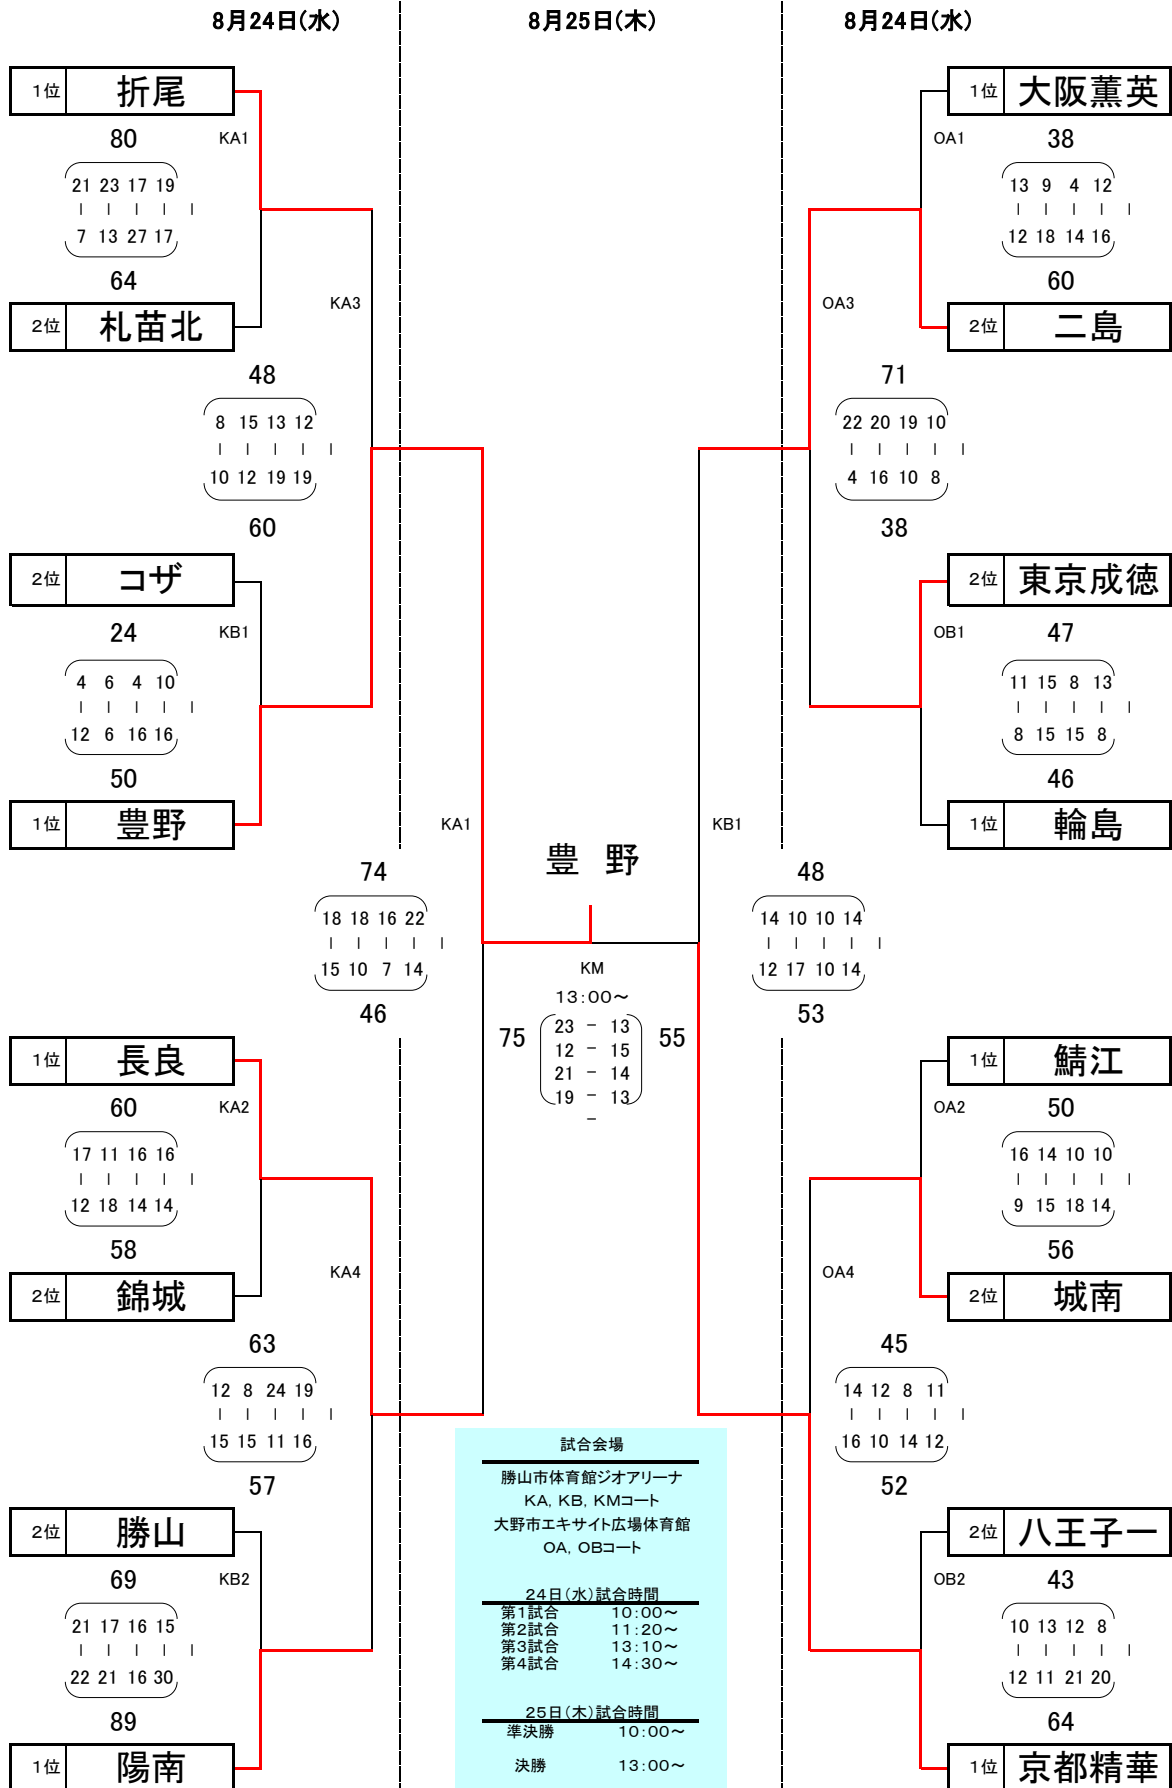 8月24日(水)
8月25日(木)
8月24日(水)
1位 折尾
80
KA1
21 23 17 19
7 13 27 17
64
2位 札苗北
KA3
48
8 15 13 12
10 12 19 19
60
2位 コザ
24
KB1
4 6 4 10
12 6 16 16
50
1位 豊野
KA1
74
18 18 16 22
15 10 7 14
46
1位 長良
60
KA2
17 11 16 16
12 18 14 14
58
2位 錦城
KA4
63
12 8 24 19
15 15 11 16
57
2位 勝山
69
KB2
21 17 16 15
22 21 16 30
89
1位 陽南
豊 野
KM
13:00~
75
55
23 - 13
12 - 15
21 - 14
19 - 13
-
試合会場
勝山市体育館ジオアリーナ
KA, KB, KMコート
大野市エキサイト広場体育館
OA, OBコート
24日(水)試合時間
第1試合 10:00~
第2試合 11:20~
第3試合 13:10~
第4試合 14:30~
25日(木)試合時間
準決勝 10:00~
決勝 13:00~
1位 大阪薫英
OA1
38
13 9 4 12
12 18 14 16
60
2位 二島
OA3
71
22 20 19 10
4 16 10 8
38
2位 東京成徳
OB1
47
11 15 8 13
8 15 15 8
46
1位 輪島
KB1
48
14 10 10 14
12 17 10 14
53
1位 鯖江
OA2
50
16 14 10 10
9 15 18 14
56
2位 城南
OA4
45
14 12 8 11
16 10 14 12
52
2位 八王子一
OB2
43
10 13 12 8
12 11 21 20
64
1位 京都精華